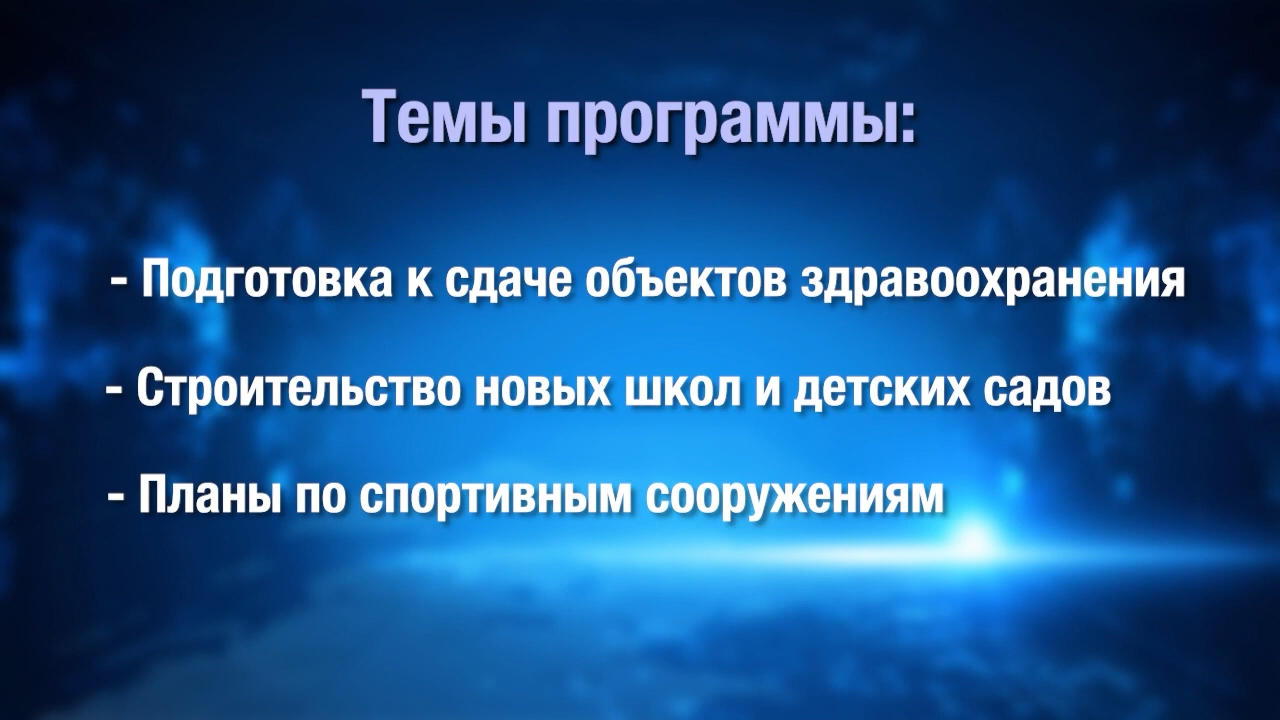 Темы программы:
- Подготовка к сдаче объектов здравоохранения
- Строительство новых школ и детских садов
- Планы по спортивным сооружениям